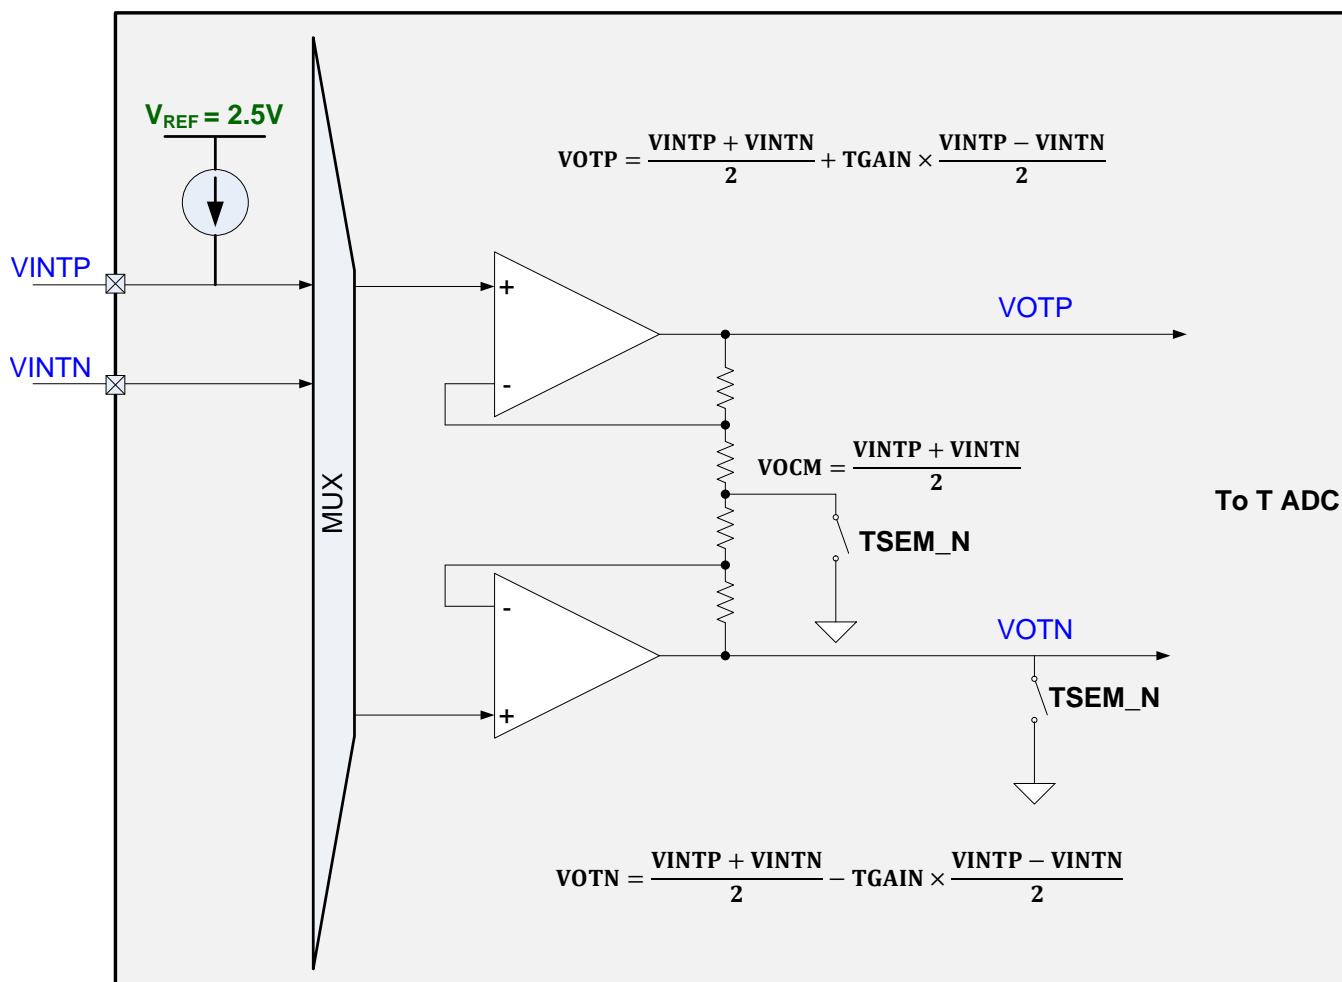 V_REF = 2.5V
VOTP = (VINTP + VINTN)/2 + TGAIN × (VINTP − VINTN)/2
VINTP
+
VOTP
VINTN
-
VOCM = (VINTP + VINTN)/2
MUX
To T ADC
TSEM_N
-
VOTN
TSEM_N
+
VOTN = (VINTP + VINTN)/2 − TGAIN × (VINTP − VINTN)/2